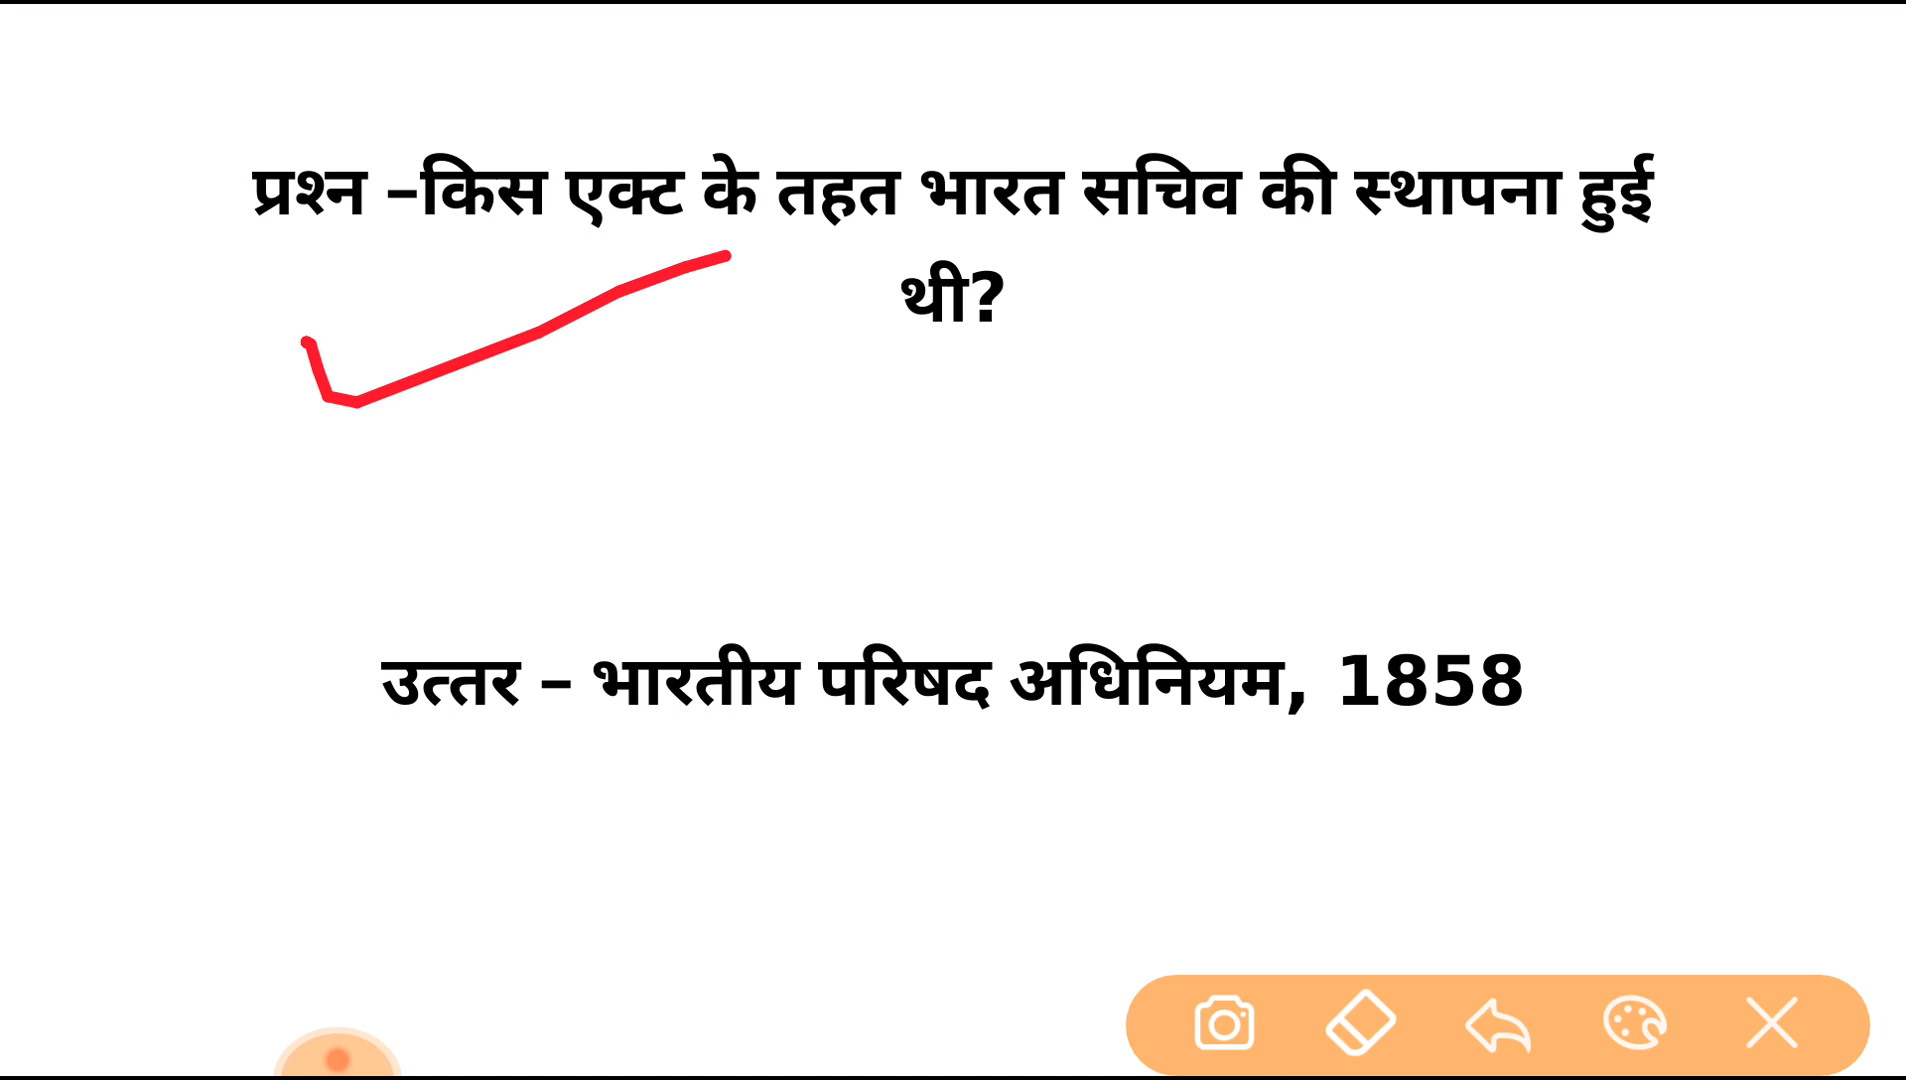 प्रश्न –किस एक्ट के तहत भारत सचिव की स्थापना हुई
थी?
उत्तर – भारतीय परिषद अधिनियम, 1858